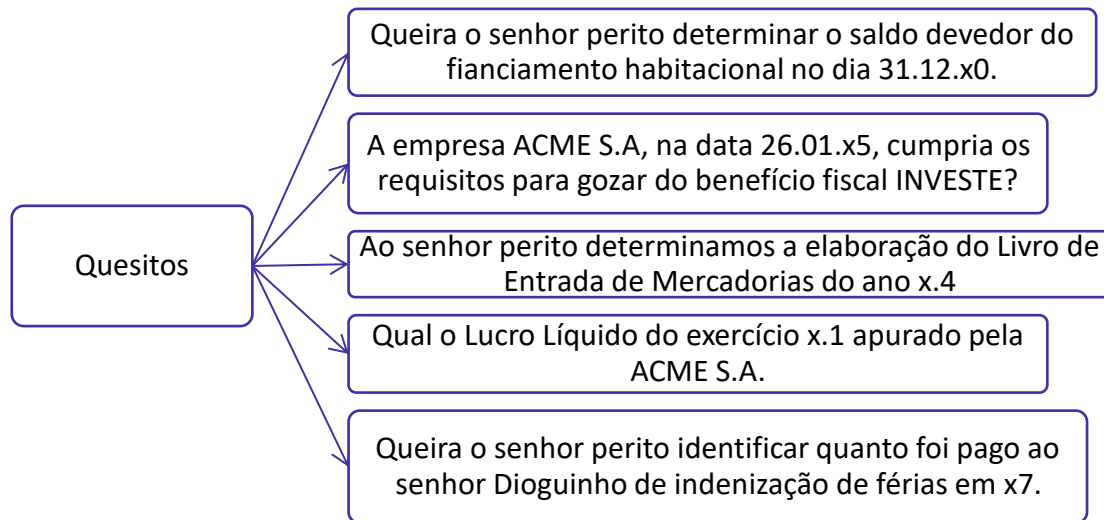 Quesitos
Queira o senhor perito determinar o saldo devedor do
fianciamento habitacional no dia 31.12.x0.
A empresa ACME S.A, na data 26.01.x5, cumpria os
requisitos para gozar do benefício fiscal INVESTE?
Ao senhor perito determinamos a elaboração do Livro de
Entrada de Mercadorias do ano x.4
Qual o Lucro Líquido do exercício x.1 apurado pela
ACME S.A.
Queira o senhor perito identificar quanto foi pago ao
senhor Dioguinho de indenização de férias em x7.